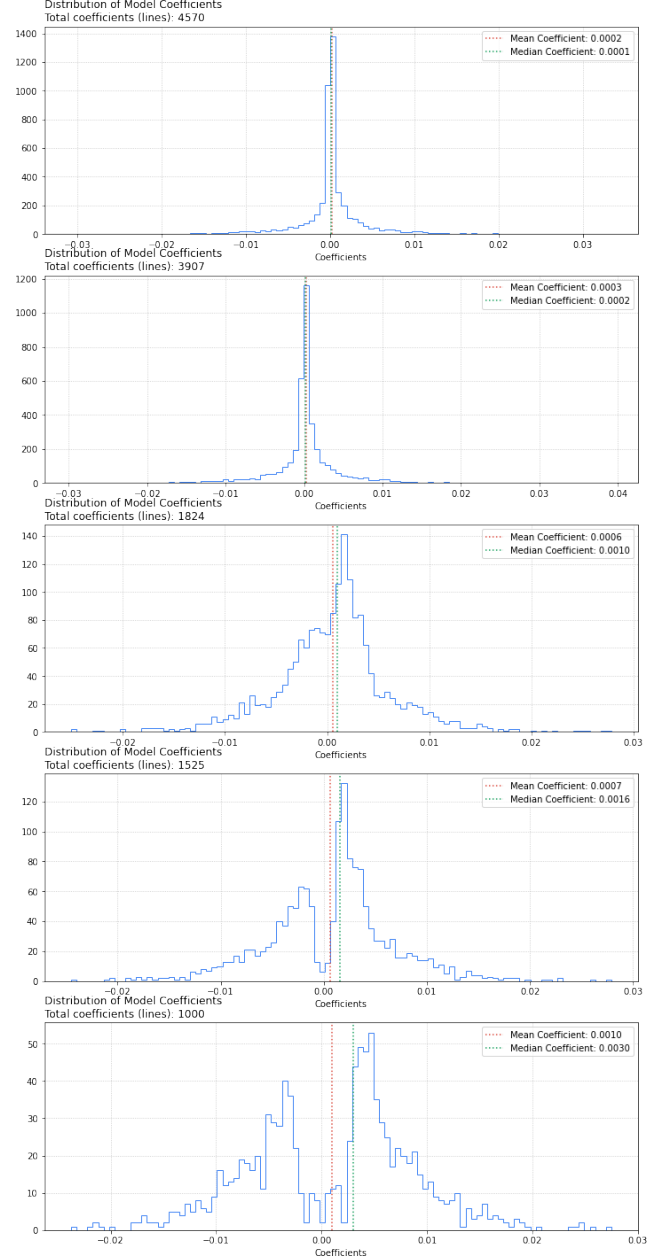 Distribution of Model Coefficients
Total coefficients (lines): 4570
Mean Coefficient: 0.0002
Median Coefficient: 0.0001
1400
1200
1000
800
600
400
200
0
−0.03 −0.02 −0.01 0.00 0.01 0.02 0.03
Coefficients
Distribution of Model Coefficients
Total coefficients (lines): 3907
Mean Coefficient: 0.0003
Median Coefficient: 0.0002
1200
1000
800
600
400
200
0
−0.03 −0.02 −0.01 0.00 0.01 0.02 0.03 0.04
Coefficients
Distribution of Model Coefficients
Total coefficients (lines): 1824
Mean Coefficient: 0.0006
Median Coefficient: 0.0010
140
120
100
80
60
40
20
0
−0.02 −0.01 0.00 0.01 0.02 0.03
Coefficients
Distribution of Model Coefficients
Total coefficients (lines): 1525
Mean Coefficient: 0.0007
Median Coefficient: 0.0016
120
100
80
60
40
20
0
−0.02 −0.01 0.00 0.01 0.02 0.03
Coefficients
Distribution of Model Coefficients
Total coefficients (lines): 1000
Mean Coefficient: 0.0010
Median Coefficient: 0.0030
50
40
30
20
10
0
−0.02 −0.01 0.00 0.01 0.02 0.03
Coefficients